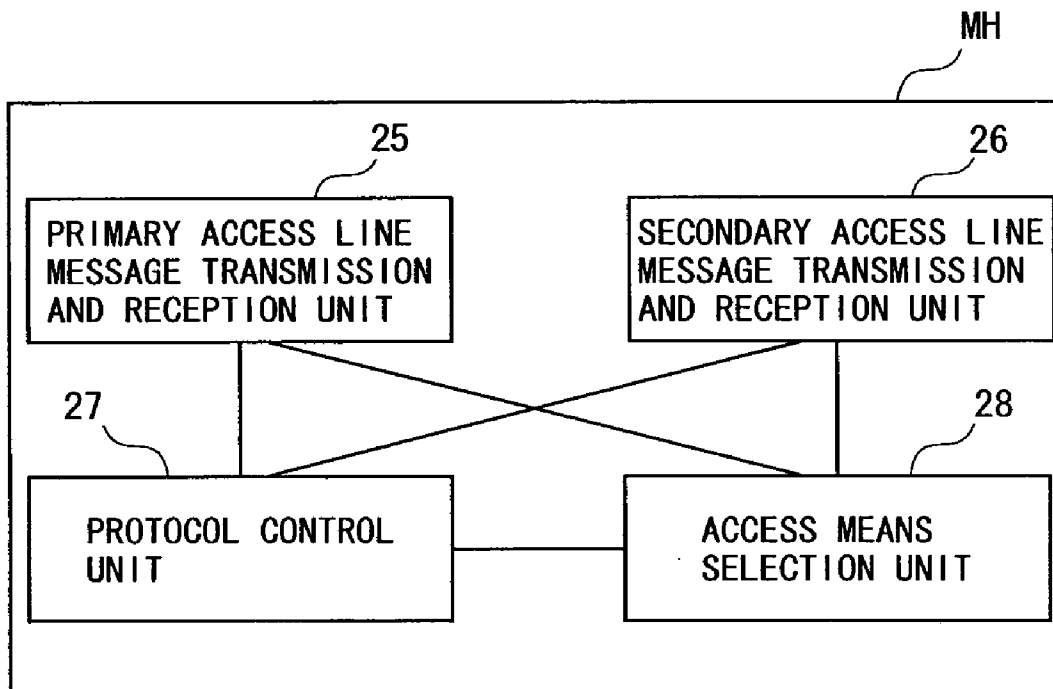 MH
25
26
PRIMARY ACCESS LINE
MESSAGE TRANSMISSION
AND RECEPTION UNIT
SECONDARY ACCESS LINE
MESSAGE TRANSMISSION
AND RECEPTION UNIT
27
28
PROTOCOL CONTROL
UNIT
ACCESS MEANS
SELECTION UNIT